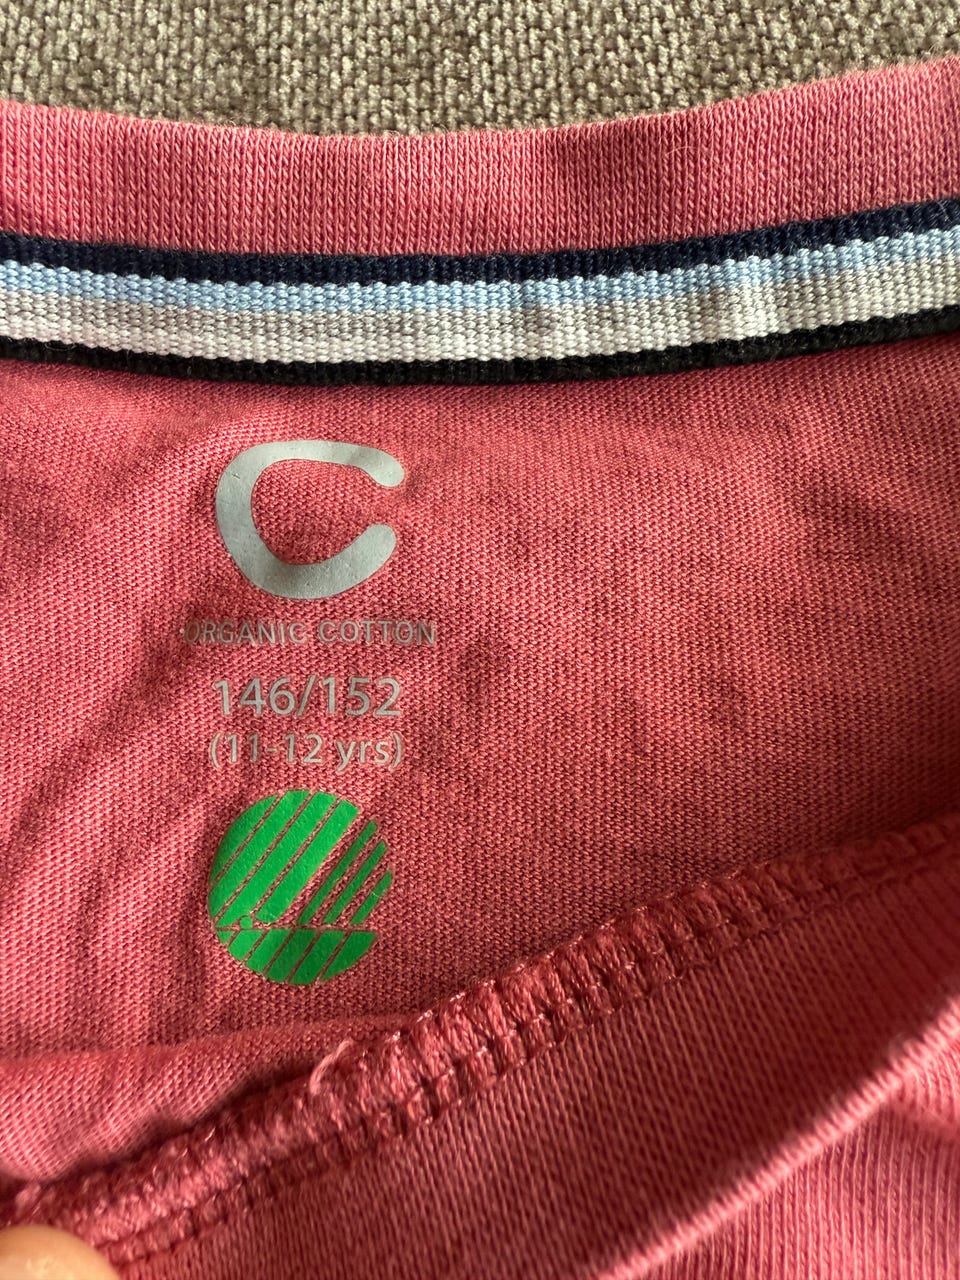 C
ORGANIC COTTON
146/152
(11-12 yrs)